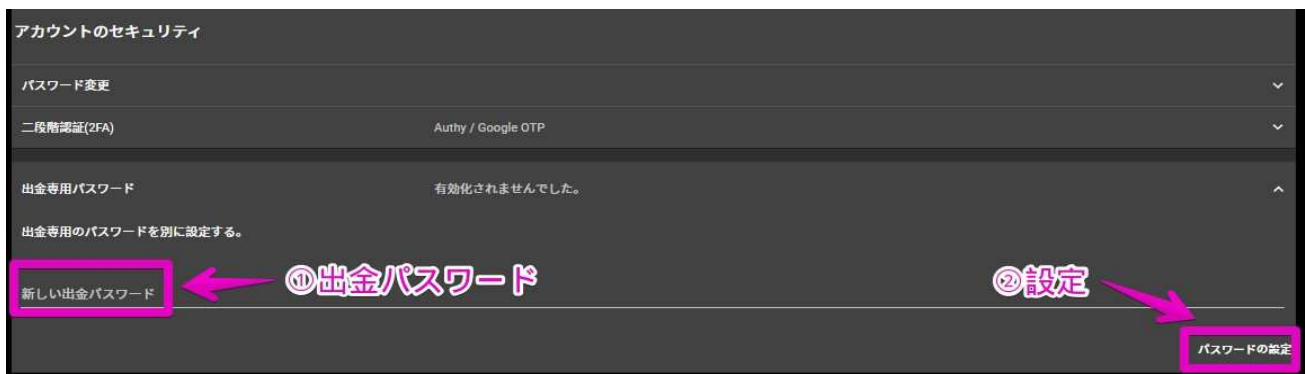 アカウントのセキュリティ
パスワード変更
二段階認証(2FA) Authy / Google OTP
出金専用パスワード 有効化されませんでした。
出金専用のパスワードを別に設定する。
新しい出金パスワード ①出金パスワード ②設定
パスワードの設定